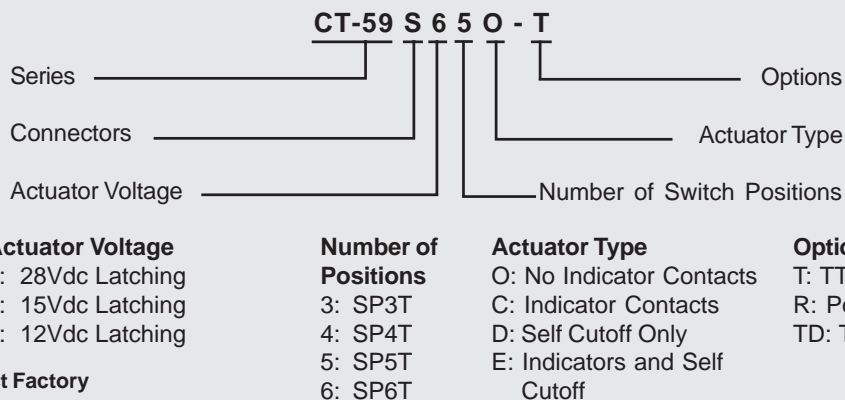 CT-59 S 6 5 O - T
Series
Options
Connectors
Actuator Type
Actuator Voltage
Number of Switch Positions
Actuator Voltage
: 28Vdc Latching
: 15Vdc Latching
: 12Vdc Latching
Factory
Number of
Positions
3: SP3T
4: SP4T
5: SP5T
6: SP6T
Actuator Type
O: No Indicator Contacts
C: Indicator Contacts
D: Self Cutoff Only
E: Indicators and Self
Cutoff
T:
R:
TD: